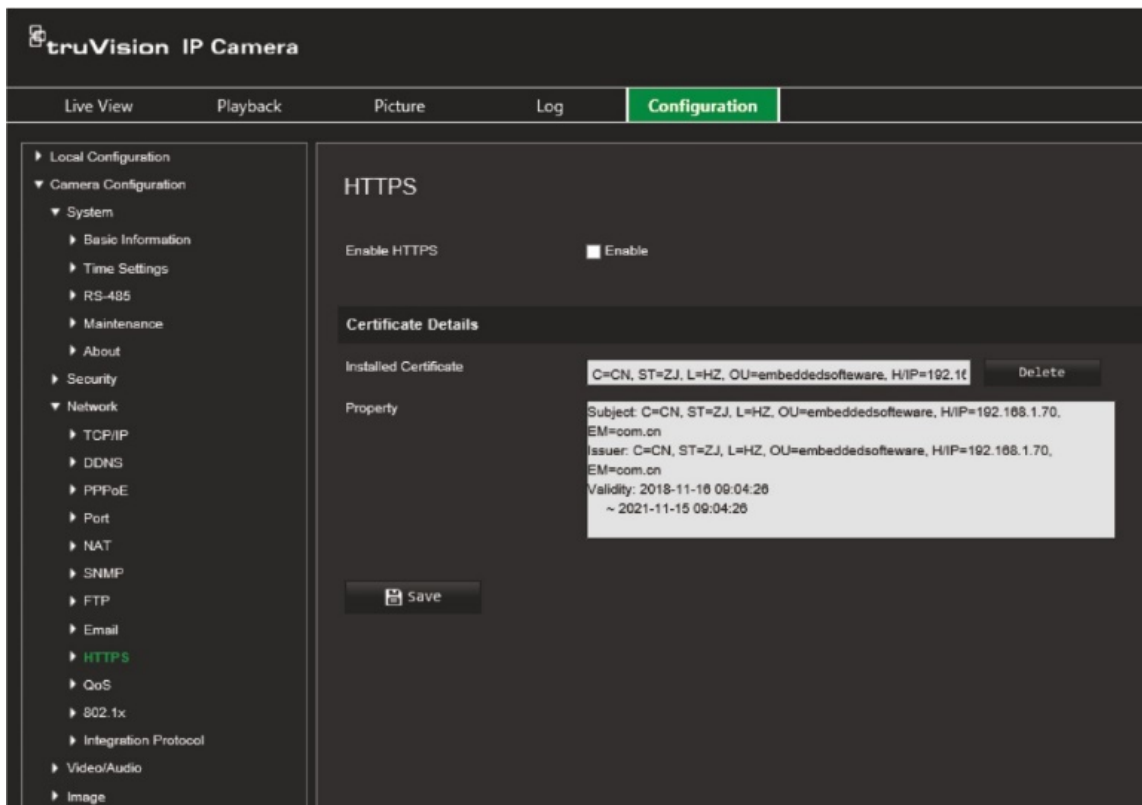 truVision IP Camera
Live View Playback Picture Log Configuration
Local Configuration
Camera Configuration
System
Basic Information
Time Settings
RS-485
Maintenance
About
Security
Network
TCP/IP
DDNS
PPPoE
Port
NAT
SNMP
FTP
Email
HTTPS
QoS
802.1x
Integration Protocol
Video/Audio
Image
HTTPS
Enable HTTPS Enable
Certificate Details
Installed Certificate C=CN, ST=ZJ, L=HZ, OU=embeddedsofteware, H/IP=192.16 Delete
Property
Subject: C=CN, ST=ZJ, L=HZ, OU=embeddedsofteware, H/IP=192.168.1.70,
EM=com.cn
Issuer: C=CN, ST=ZJ, L=HZ, OU=embeddedsofteware, H/IP=192.168.1.70,
EM=com.cn
Validity: 2018-11-16 09:04:26
~ 2021-11-15 09:04:26
Save